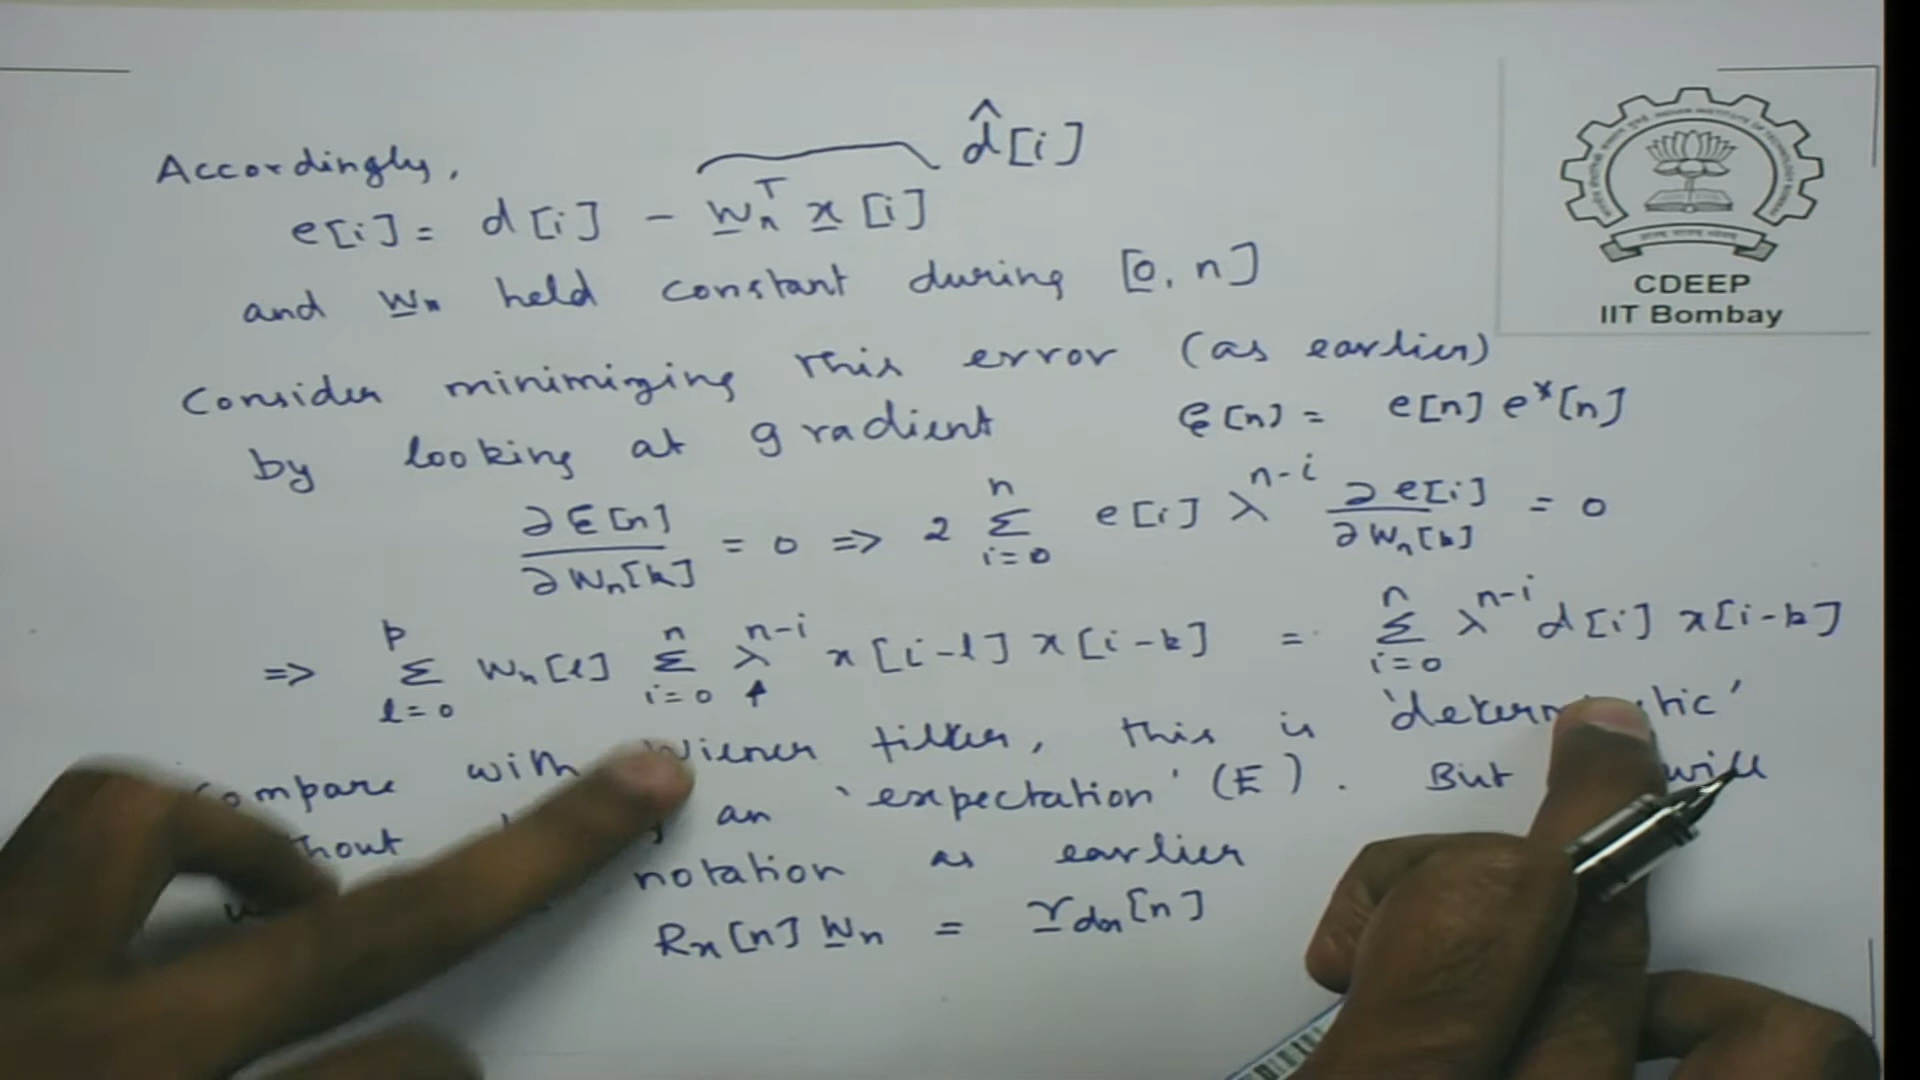 d̂[i]
Accordingly,
e[i] = d[i] - w_n^T x[i]
and w_n held constant during [0, n]
Consider minimizing this error (as earlier)
by looking at gradient ξ[n] = e[n] e*[n]
∂ξ[n]/∂w_n[k] = 0 => 2 Σ_{i=0}^{n} e[i] λ^{n-i} ∂e[i]/∂w_n[k] = 0
=> Σ_{l=0}^{p} w_n[l] Σ_{i=0}^{n} λ^{n-i} x[i-l] x[i-k] = Σ_{i=0}^{n} λ^{n-i} d[i] x[i-k]
with Wiener filter, this is
an 'expectation' (E). But will
notation as earlier
R_x[n] w_n = r_dx[n]
CDEEP
IIT Bombay